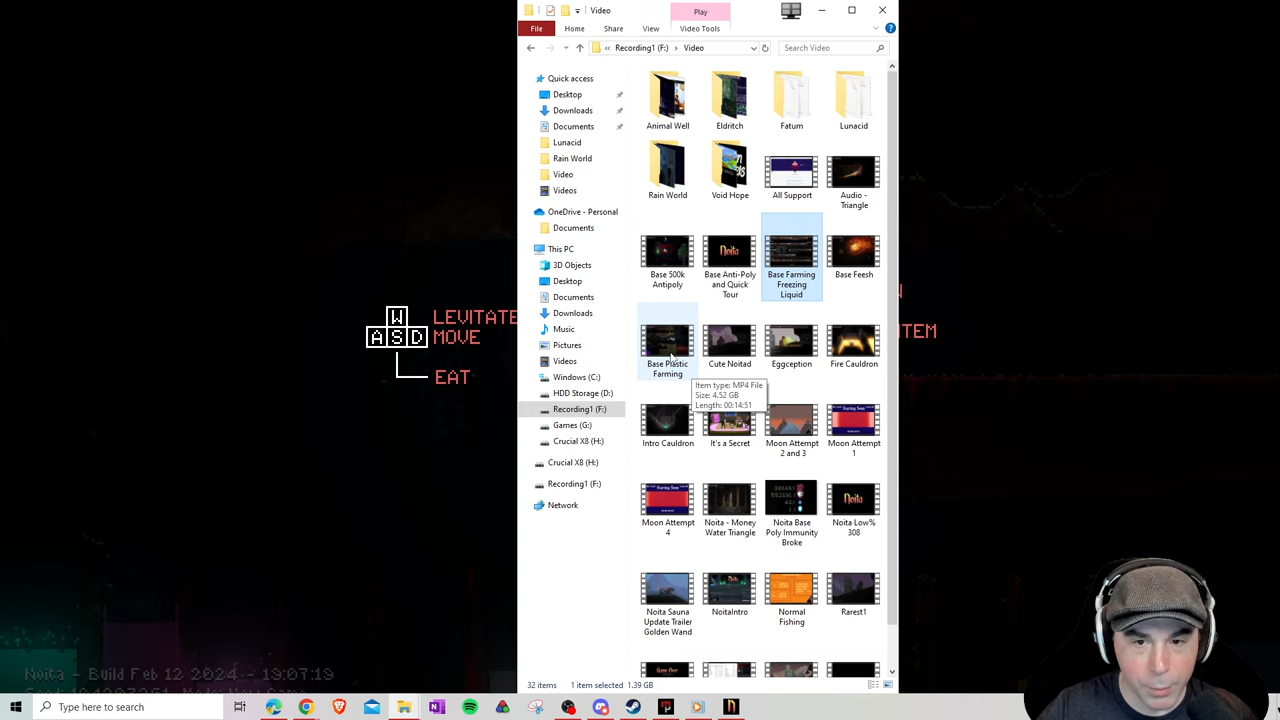 Video
Play
File
Home
Share
View
Video Tools
« Recording1 (F:) > Video
Search Video
Quick access
Desktop
Downloads
Documents
Lunacid
Rain World
Video
Videos
OneDrive - Personal
Documents
This PC
3D Objects
Desktop
Documents
Downloads
Music
Pictures
Videos
Windows (C:)
HDD Storage (D:)
Recording1 (F:)
Games (G:)
Crucial X8 (H:)
Crucial X8 (H:)
Recording1 (F:)
Network
Animal Well
Eldritch
Fatum
Lunacid
Rain World
Void Hope
All Support
Audio -
Triangle
Base 500k
Antipoly
Base Anti-Poly
and Quick
Tour
Base Farming
Freezing
Liquid
Base Feesh
Base Plastic
Farming
Cute Noitad
Eggception
Fire Cauldron
Item type: MP4 File
Size: 4.52 GB
Length: 00:14:51
Intro Cauldron
It's a Secret
Moon Attempt
2 and 3
Moon Attempt
1
Moon Attempt
4
Noita - Money
Water Triangle
Noita Base
Poly Immunity
Broke
Noita Low%
308
Noita Sauna
Update Trailer
Golden Wand
NoitaIntro
Normal
Fishing
Rarest1
32 items
1 item selected 1.39 GB
W
A S D
LEVITATE
MOVE
EAT
Type here to search